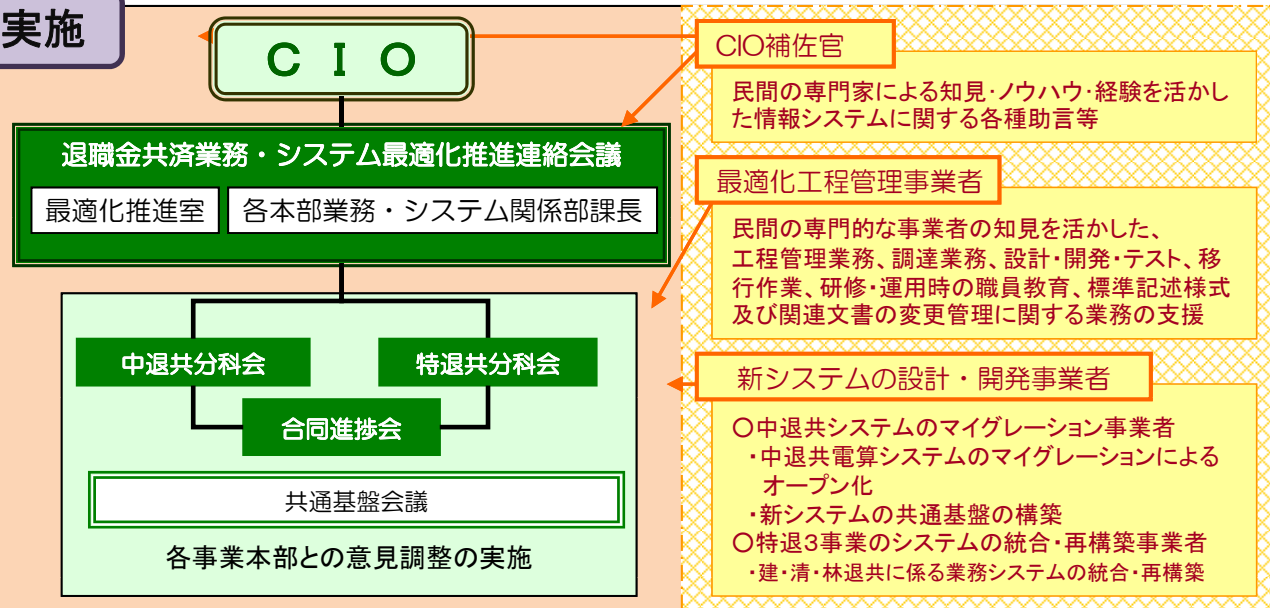 実施
CIO
退職金共済業務・システム最適化推進連絡会議
最適化推進室
各本部業務・システム関係部課長
中退共分科会
特退共分科会
合同進捗会
共通基盤会議
各事業本部との意見調整の実施
CIO補佐官
民間の専門家による知見・ノウハウ・経験を活かし
た情報システムに関する各種助言等
最適化工程管理事業者
民間の専門的な事業者の知見を活かした、
工程管理業務、調達業務、設計・開発・テスト、移
行作業、研修・運用時の職員教育、標準記述様式
及び関連文書の変更管理に関する業務の支援
新システムの設計・開発事業者
〇中退共システムのマイグレーション事業者
・中退共電算システムのマイグレーションによる
オープン化
・新システムの共通基盤の構築
〇特退3事業のシステムの統合・再構築事業者
・建・清・林退共に係る業務システムの統合・再構築